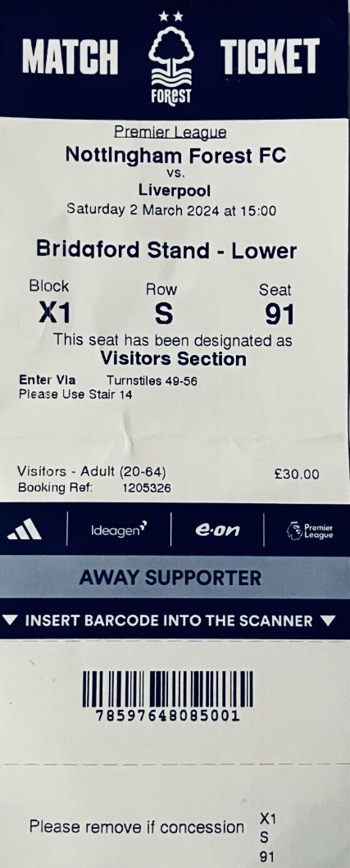 MATCH TICKET
FOREST
Premier League
Nottingham Forest FC
vs.
Liverpool
Saturday 2 March 2024 at 15:00
Bridgford Stand - Lower
Block Row Seat
X1 S 91
This seat has been designated as
Visitors Section
Enter Via Turnstiles 49-56
Please Use Stair 14
Visitors - Adult (20-64) £30.00
Booking Ref: 1205326
Ideagen e·on Premier League
AWAY SUPPORTER
▼ INSERT BARCODE INTO THE SCANNER ▼
78597648085001
Please remove if concession
X1
S
91